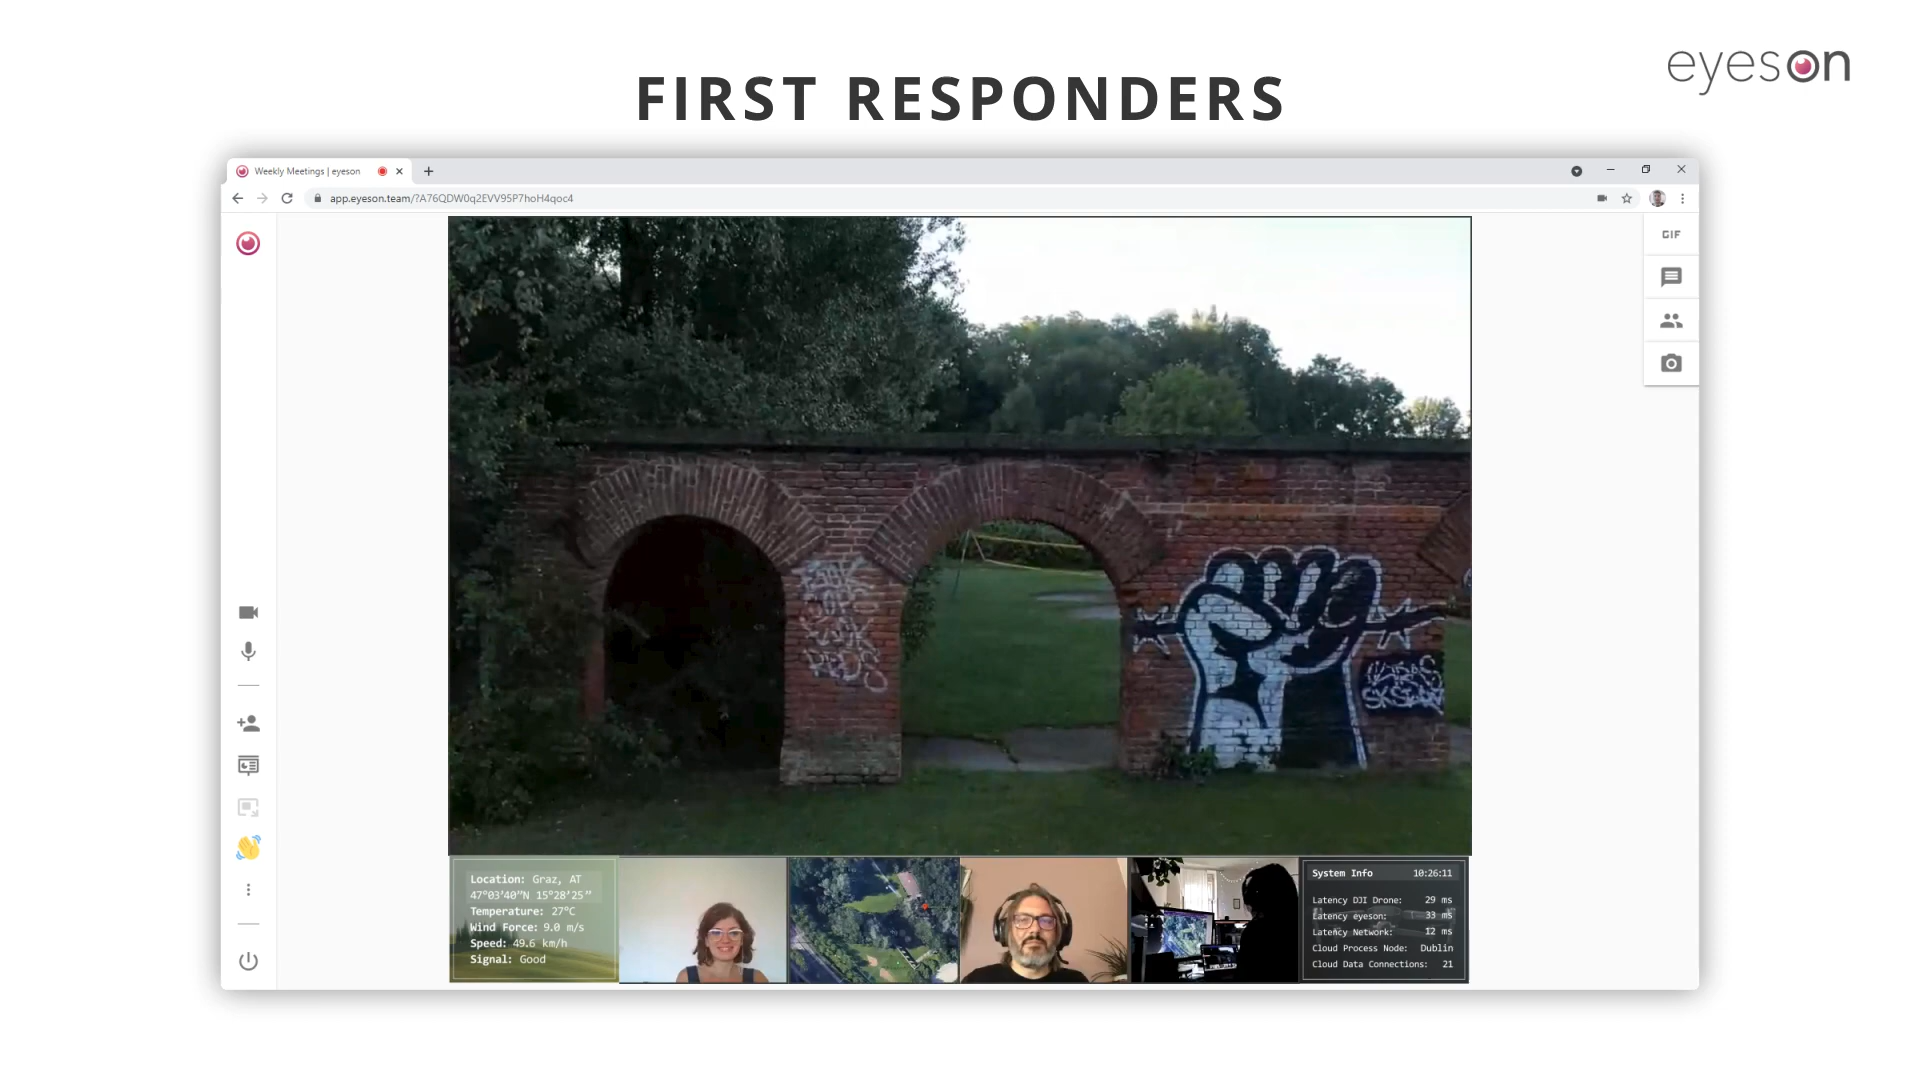 FIRST RESPONDERS
eyeson
Weekly Meetings | eyeson
app.eyeson.team/?A76QDW0q2EVV95P7hoH4qoc4
GIF
Location: Graz, AT
47°03’40”N 15°28’25”
Temperature: 27°C
Wind Force: 9.0 m/s
Speed: 49.6 km/h
Signal: Good
System Info 10:26:11
Latency DJI Drone: 29 ms
Latency eyeson: 33 ms
Latency Network: 12 ms
Cloud Process Node: Dublin
Cloud Data Connections: 21